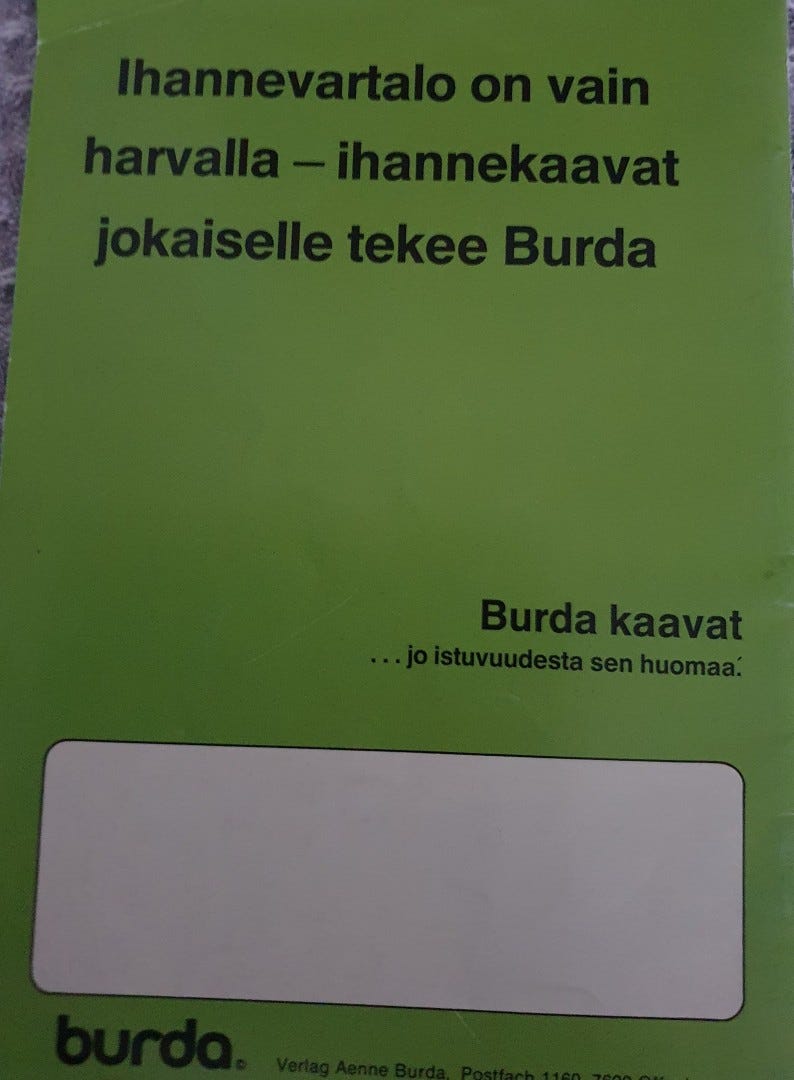 Ihannevartalo on vain
harvalla – ihannekaavat
jokaiselle tekee Burda
Burda kaavat
...jo istuvuudesta sen huomaa.
burda©
Verlag Aenne Burda, Postfach 1160, 7600